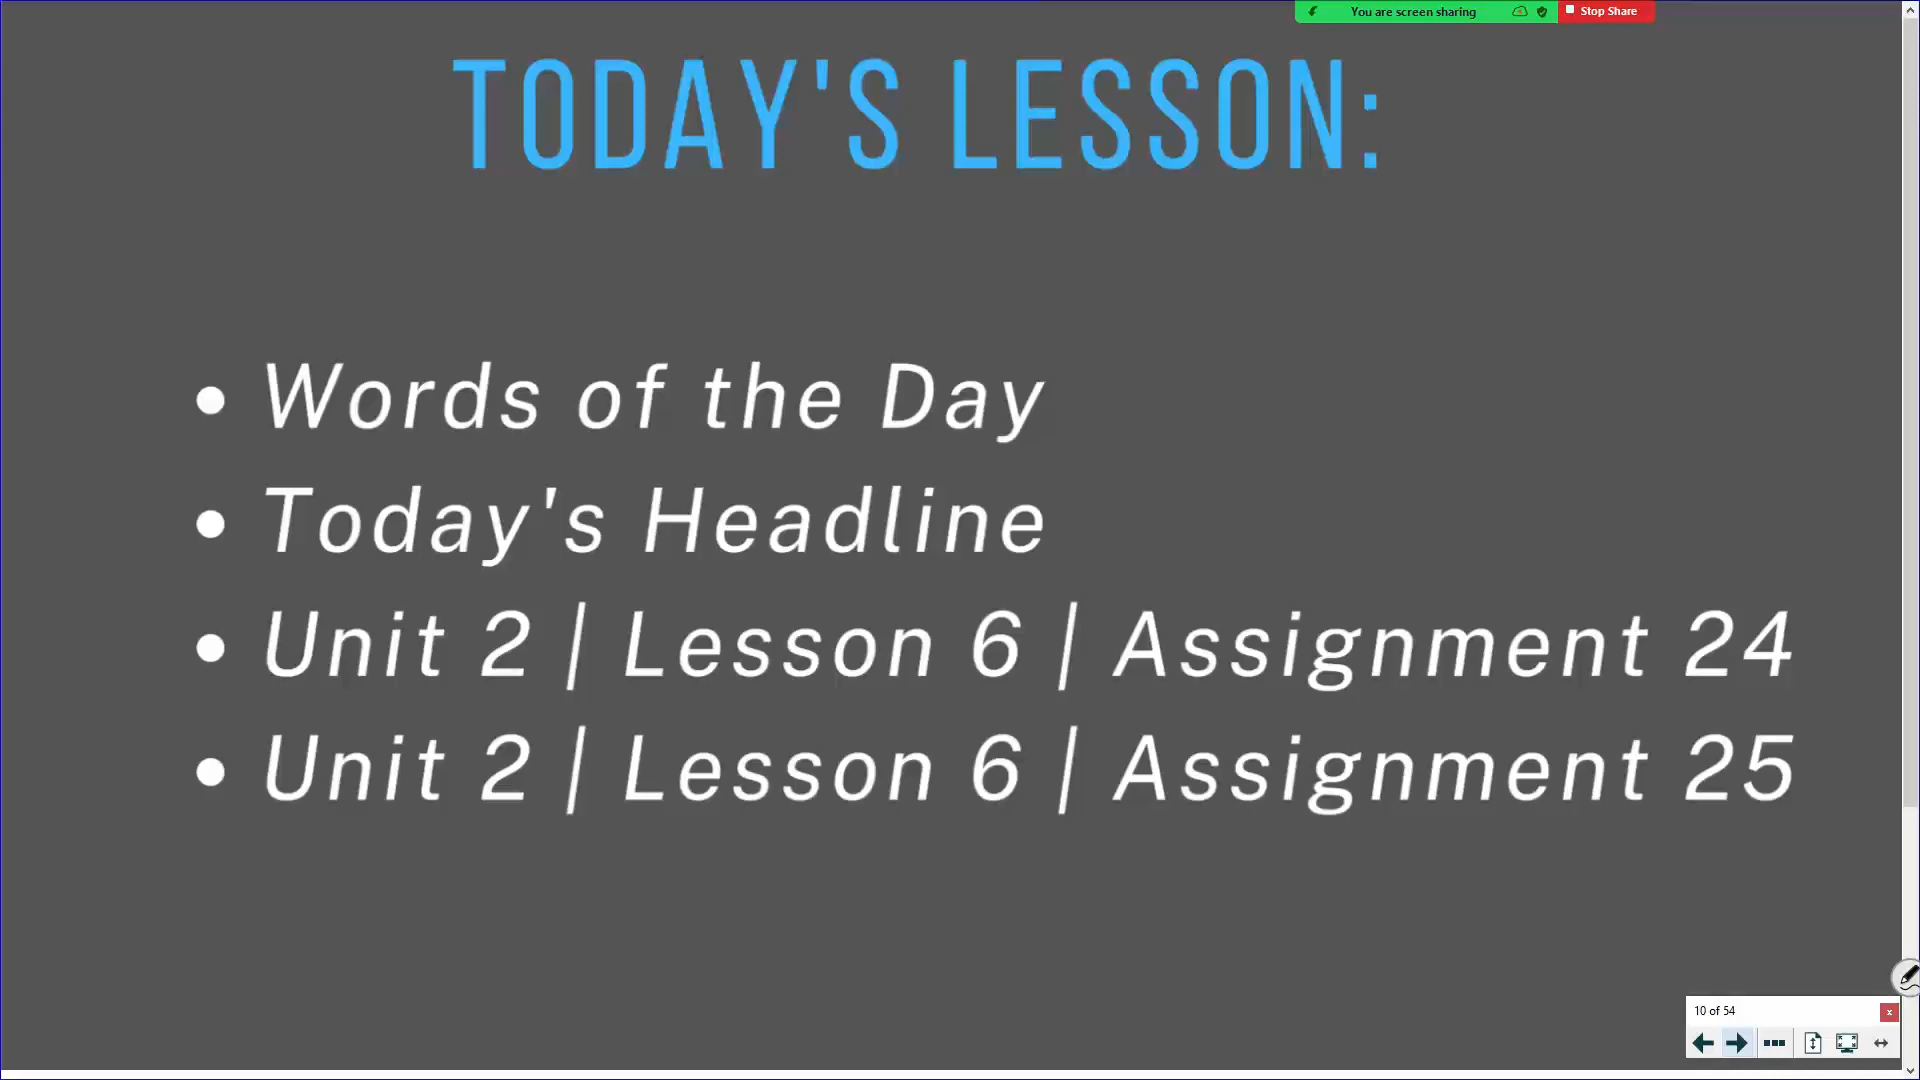 You are screen sharing Stop Share
TODAY'S LESSON:
• Words of the Day
• Today's Headline
• Unit 2 | Lesson 6 | Assignment 24
• Unit 2 | Lesson 6 | Assignment 25
10 of 54